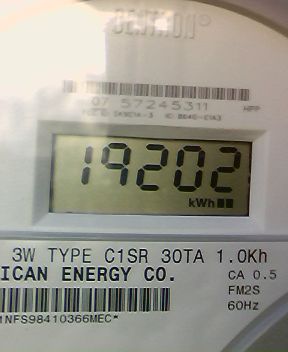 CENTRON®
07 57245311
19202
kWh
3W TYPE C1SR 30TA 1.0Kh
ICAN ENERGY CO.
CA 0.5
FM2S
60Hz
1NFS98410366MEC*